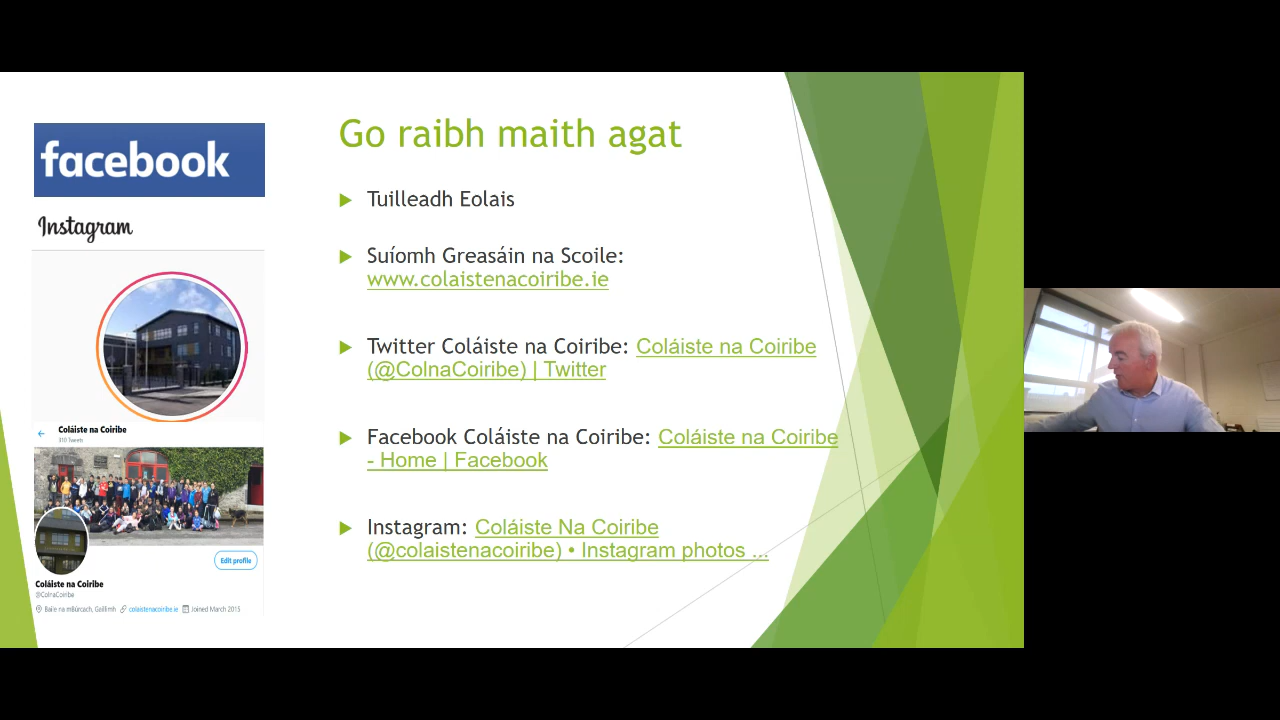 facebook
Instagram
Coláiste na Coiribe
310 Tweets
Edit profile
Coláiste na Coiribe
@ColnaCoiribe
Baile na mBúrcach, Gaillimh colaistenacoiribe.ie Joined March 2015
Go raibh maith agat
Tuilleadh Eolais
Suíomh Greasáin na Scoile:
www.colaistenacoiribe.ie
Twitter Coláiste na Coiribe: Coláiste na Coiribe
(@ColnaCoiribe) | Twitter
Facebook Coláiste na Coiribe: Coláiste na Coiribe
- Home | Facebook
Instagram: Coláiste Na Coiribe
(@colaistenacoiribe) • Instagram photos ...